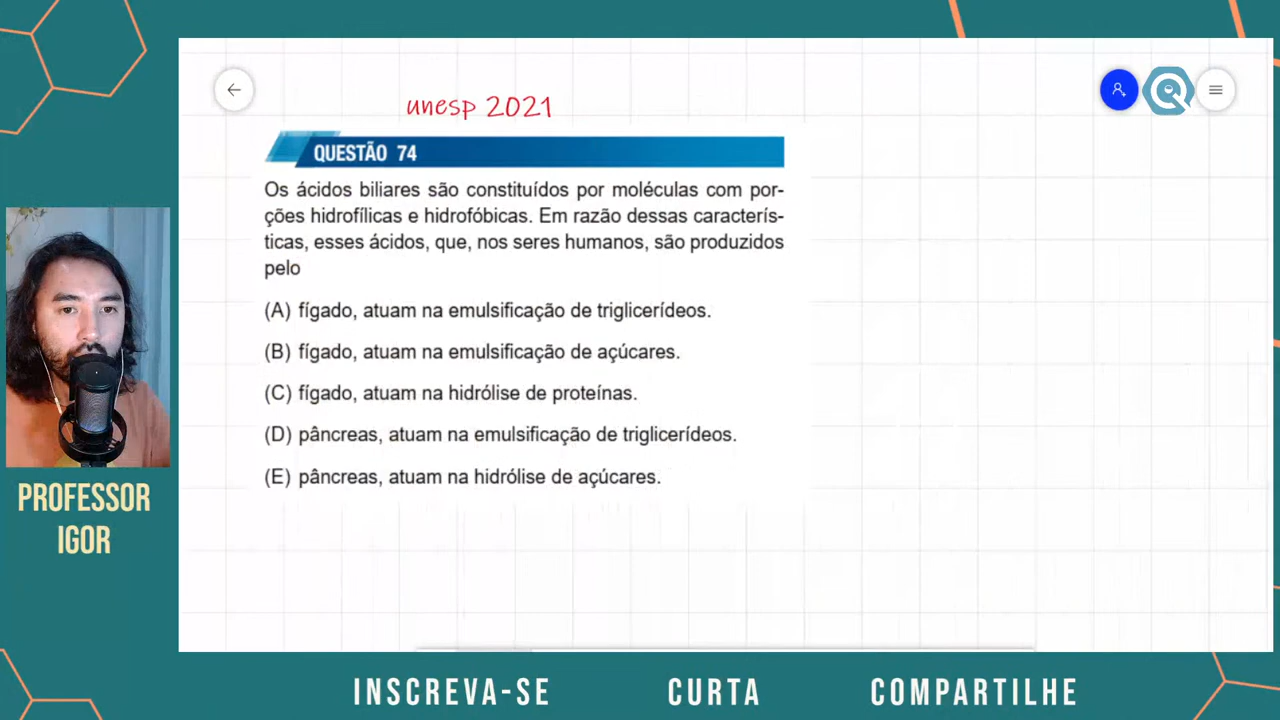 unesp 2021
QUESTÃO 74
Os ácidos biliares são constituídos por moléculas com por-
ções hidrofílicas e hidrofóbicas. Em razão dessas caracterís-
ticas, esses ácidos, que, nos seres humanos, são produzidos
pelo
(A) fígado, atuam na emulsificação de triglicerídeos.
(B) fígado, atuam na emulsificação de açúcares.
(C) fígado, atuam na hidrólise de proteínas.
(D) pâncreas, atuam na emulsificação de triglicerídeos.
(E) pâncreas, atuam na hidrólise de açúcares.
PROFESSOR
IGOR
INSCREVA-SE CURTA COMPARTILHE